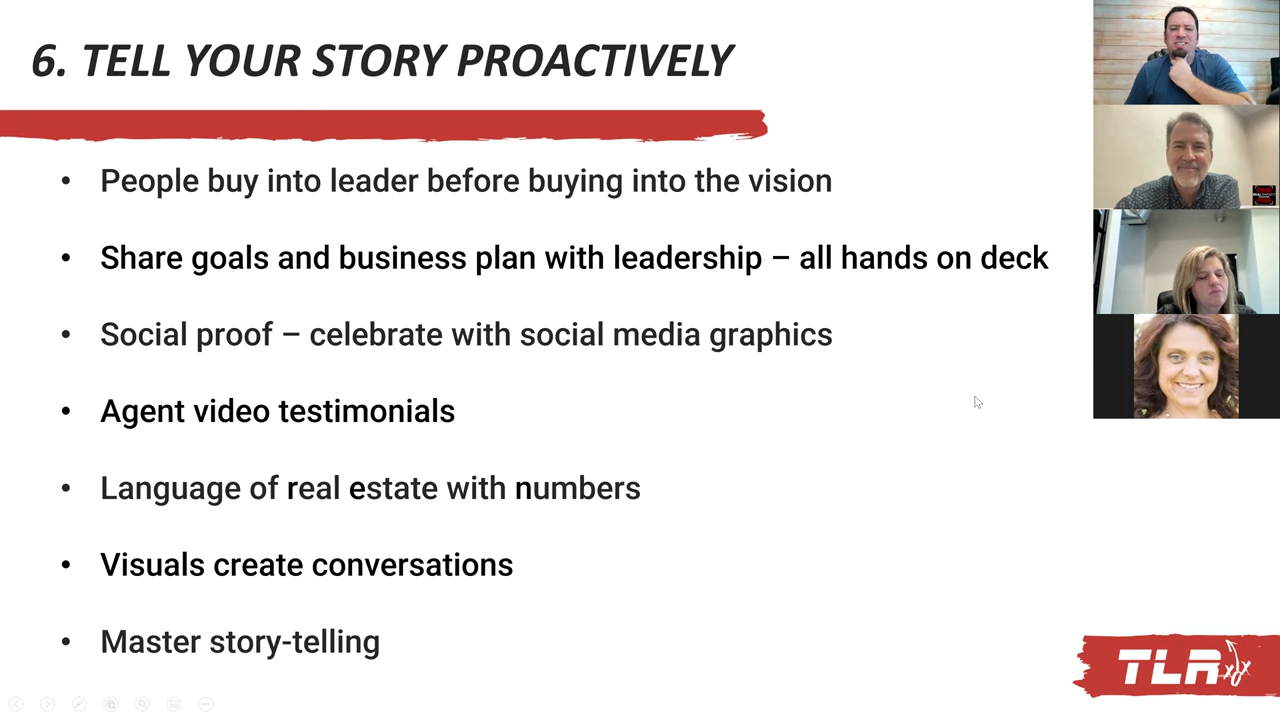 6. TELL YOUR STORY PROACTIVELY
• People buy into leader before buying into the vision
• Share goals and business plan with leadership – all hands on deck
• Social proof – celebrate with social media graphics
• Agent video testimonials
• Language of real estate with numbers
• Visuals create conversations
• Master story-telling
TLR